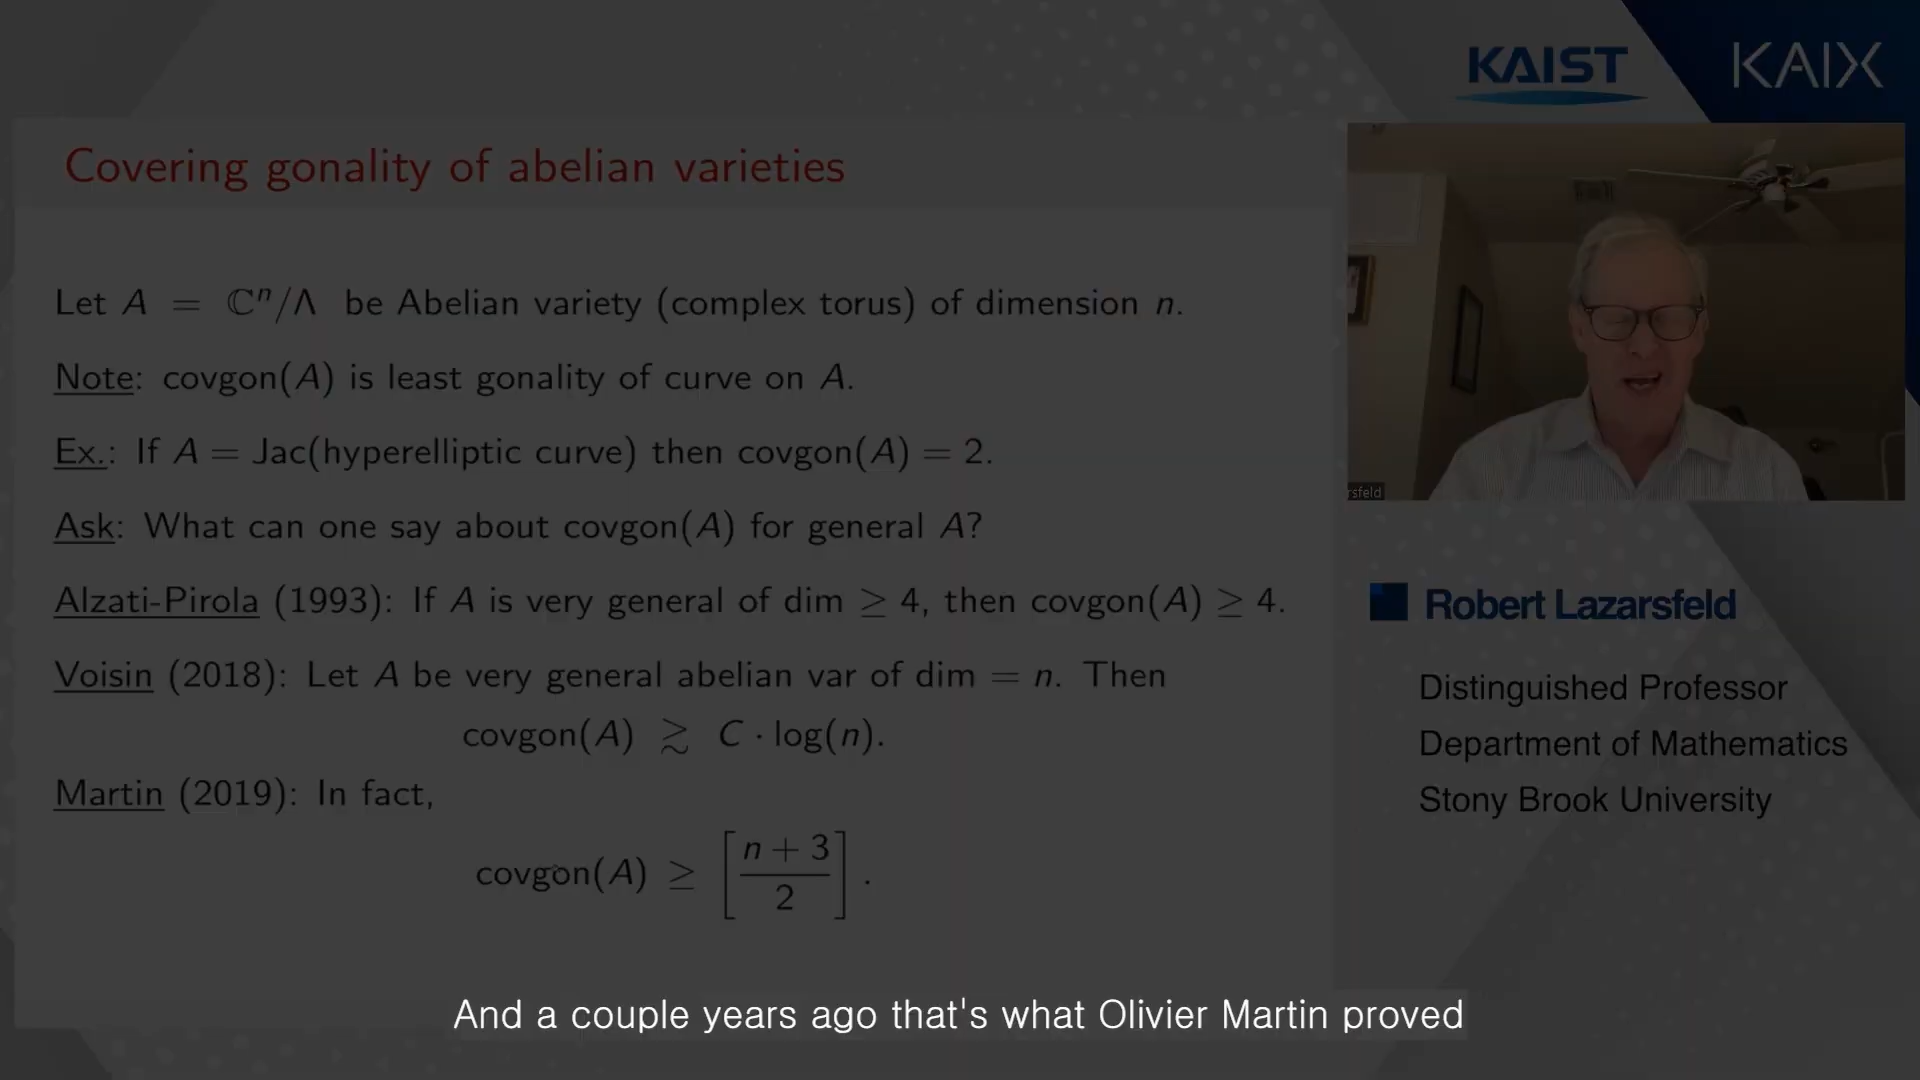 KAIST
KAIX
Covering gonality of abelian varieties
Let A = ℂⁿ/Λ be Abelian variety (complex torus) of dimension n.
Note: covgon(A) is least gonality of curve on A.
Ex.: If A = Jac(hyperelliptic curve) then covgon(A) = 2.
Ask: What can one say about covgon(A) for general A?
Alzati-Pirola (1993): If A is very general of dim ≥ 4, then covgon(A) ≥ 4.
Voisin (2018): Let A be very general abelian var of dim = n. Then
covgon(A) ≳ C · log(n).
Martin (2019): In fact,
covgon(A) ≥ [(n + 3)/2].
rsfeld
Robert Lazarsfeld
Distinguished Professor
Department of Mathematics
Stony Brook University
And a couple years ago that's what Olivier Martin proved